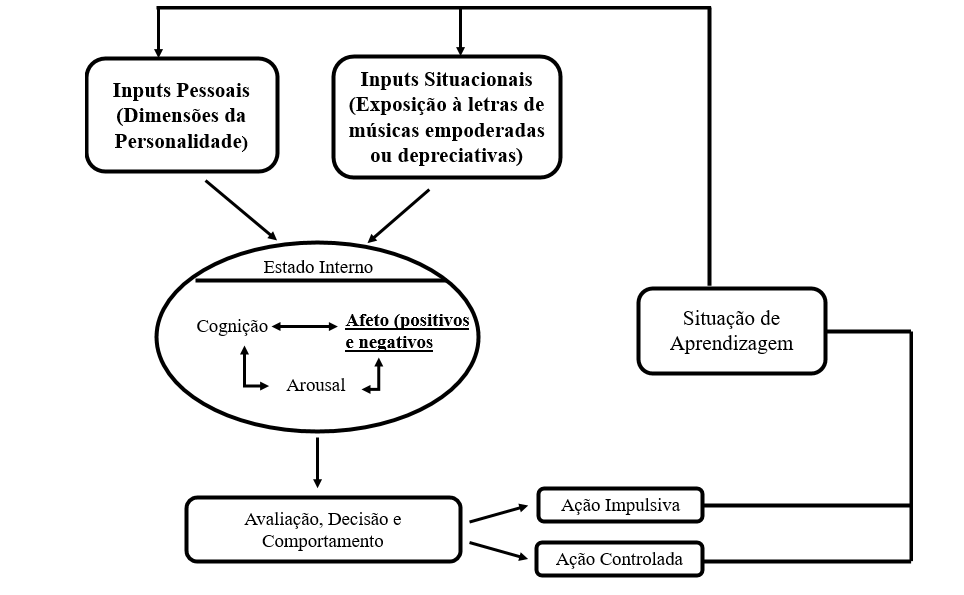 Inputs Pessoais
(Dimensões da
Personalidade)
Inputs Situacionais
(Exposição à letras de
músicas empoderadas
ou depreciativas)
Estado Interno
Cognição
Afeto (positivos
e negativos
Arousal
Situação de
Aprendizagem
Avaliação, Decisão e
Comportamento
Ação Impulsiva
Ação Controlada